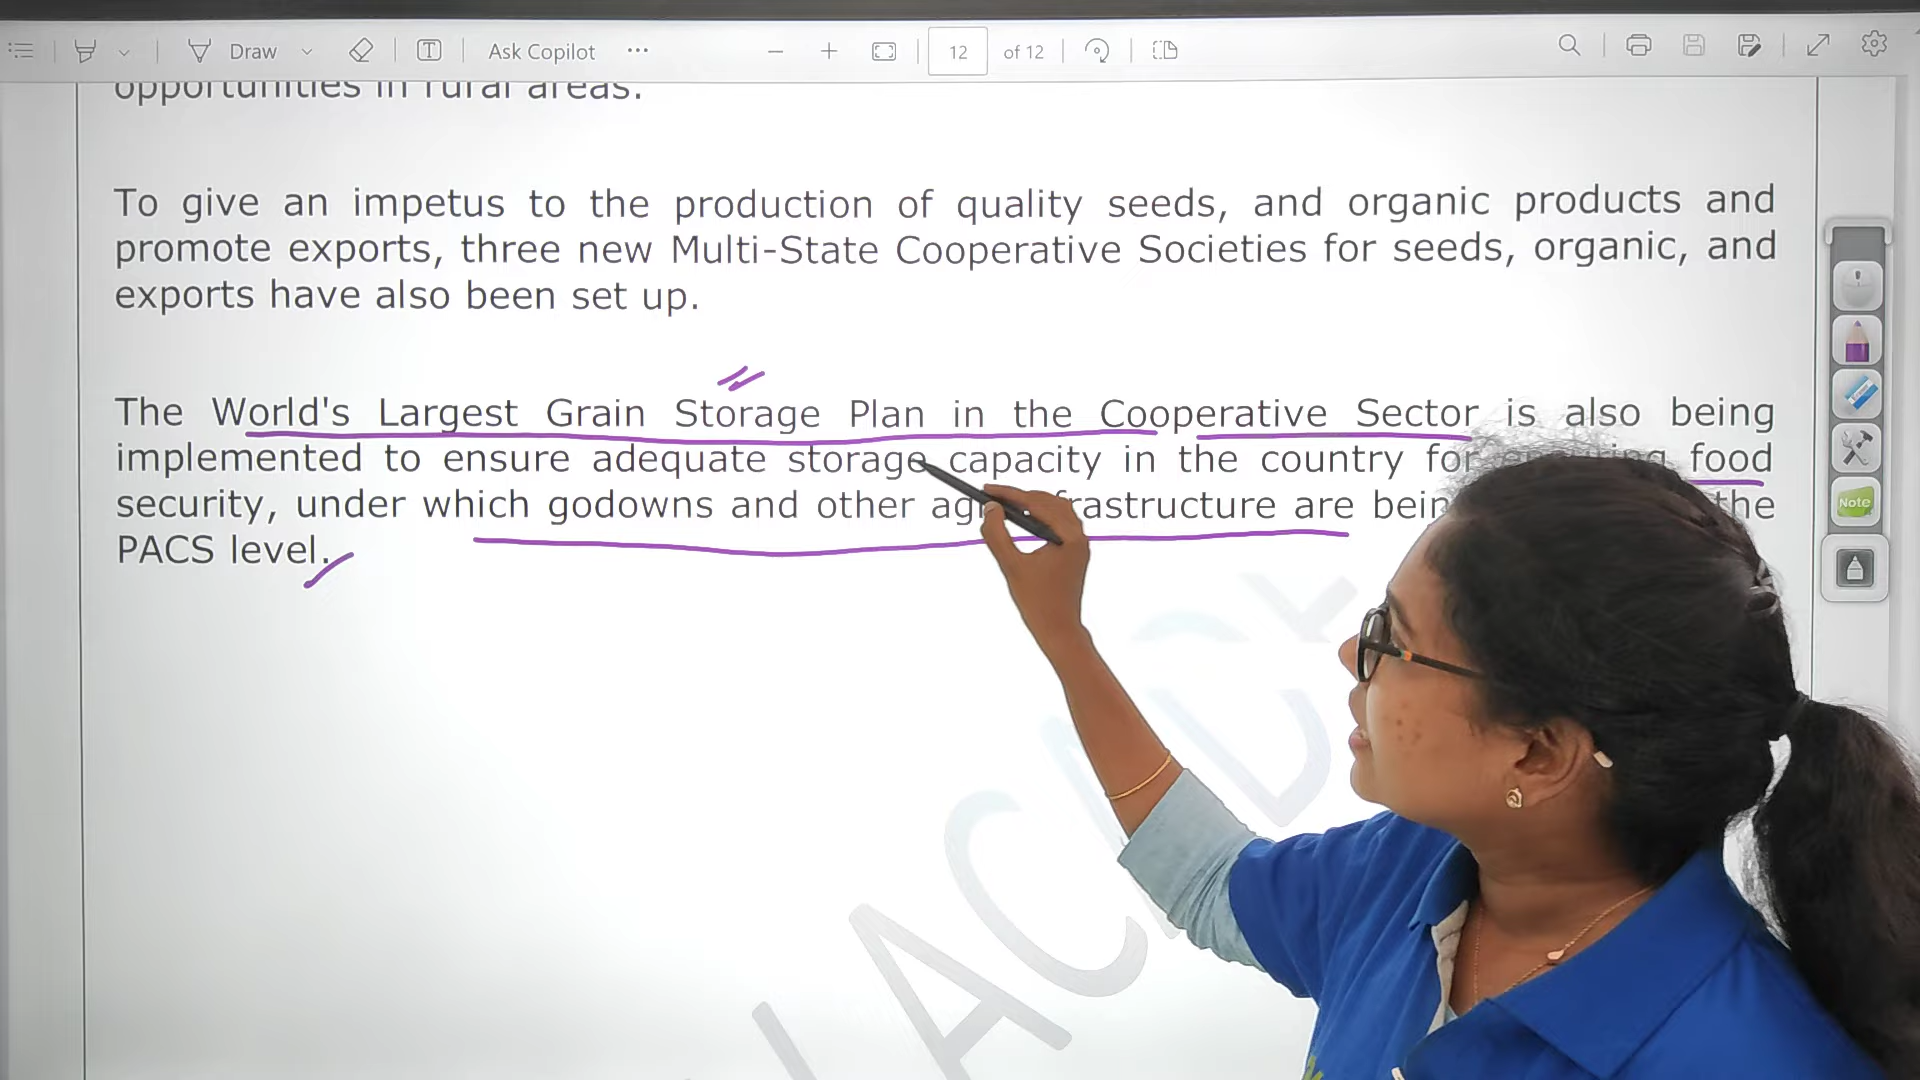 Draw
Ask Copilot
12 of 12
opportunities in rural areas.
To give an impetus to the production of quality seeds, and organic products and
promote exports, three new Multi-State Cooperative Societies for seeds, organic, and
exports have also been set up.
The World's Largest Grain Storage Plan in the Cooperative Sector is also being
implemented to ensure adequate storage capacity in the country for food
security, under which godowns and other are the
PACS level.
Note